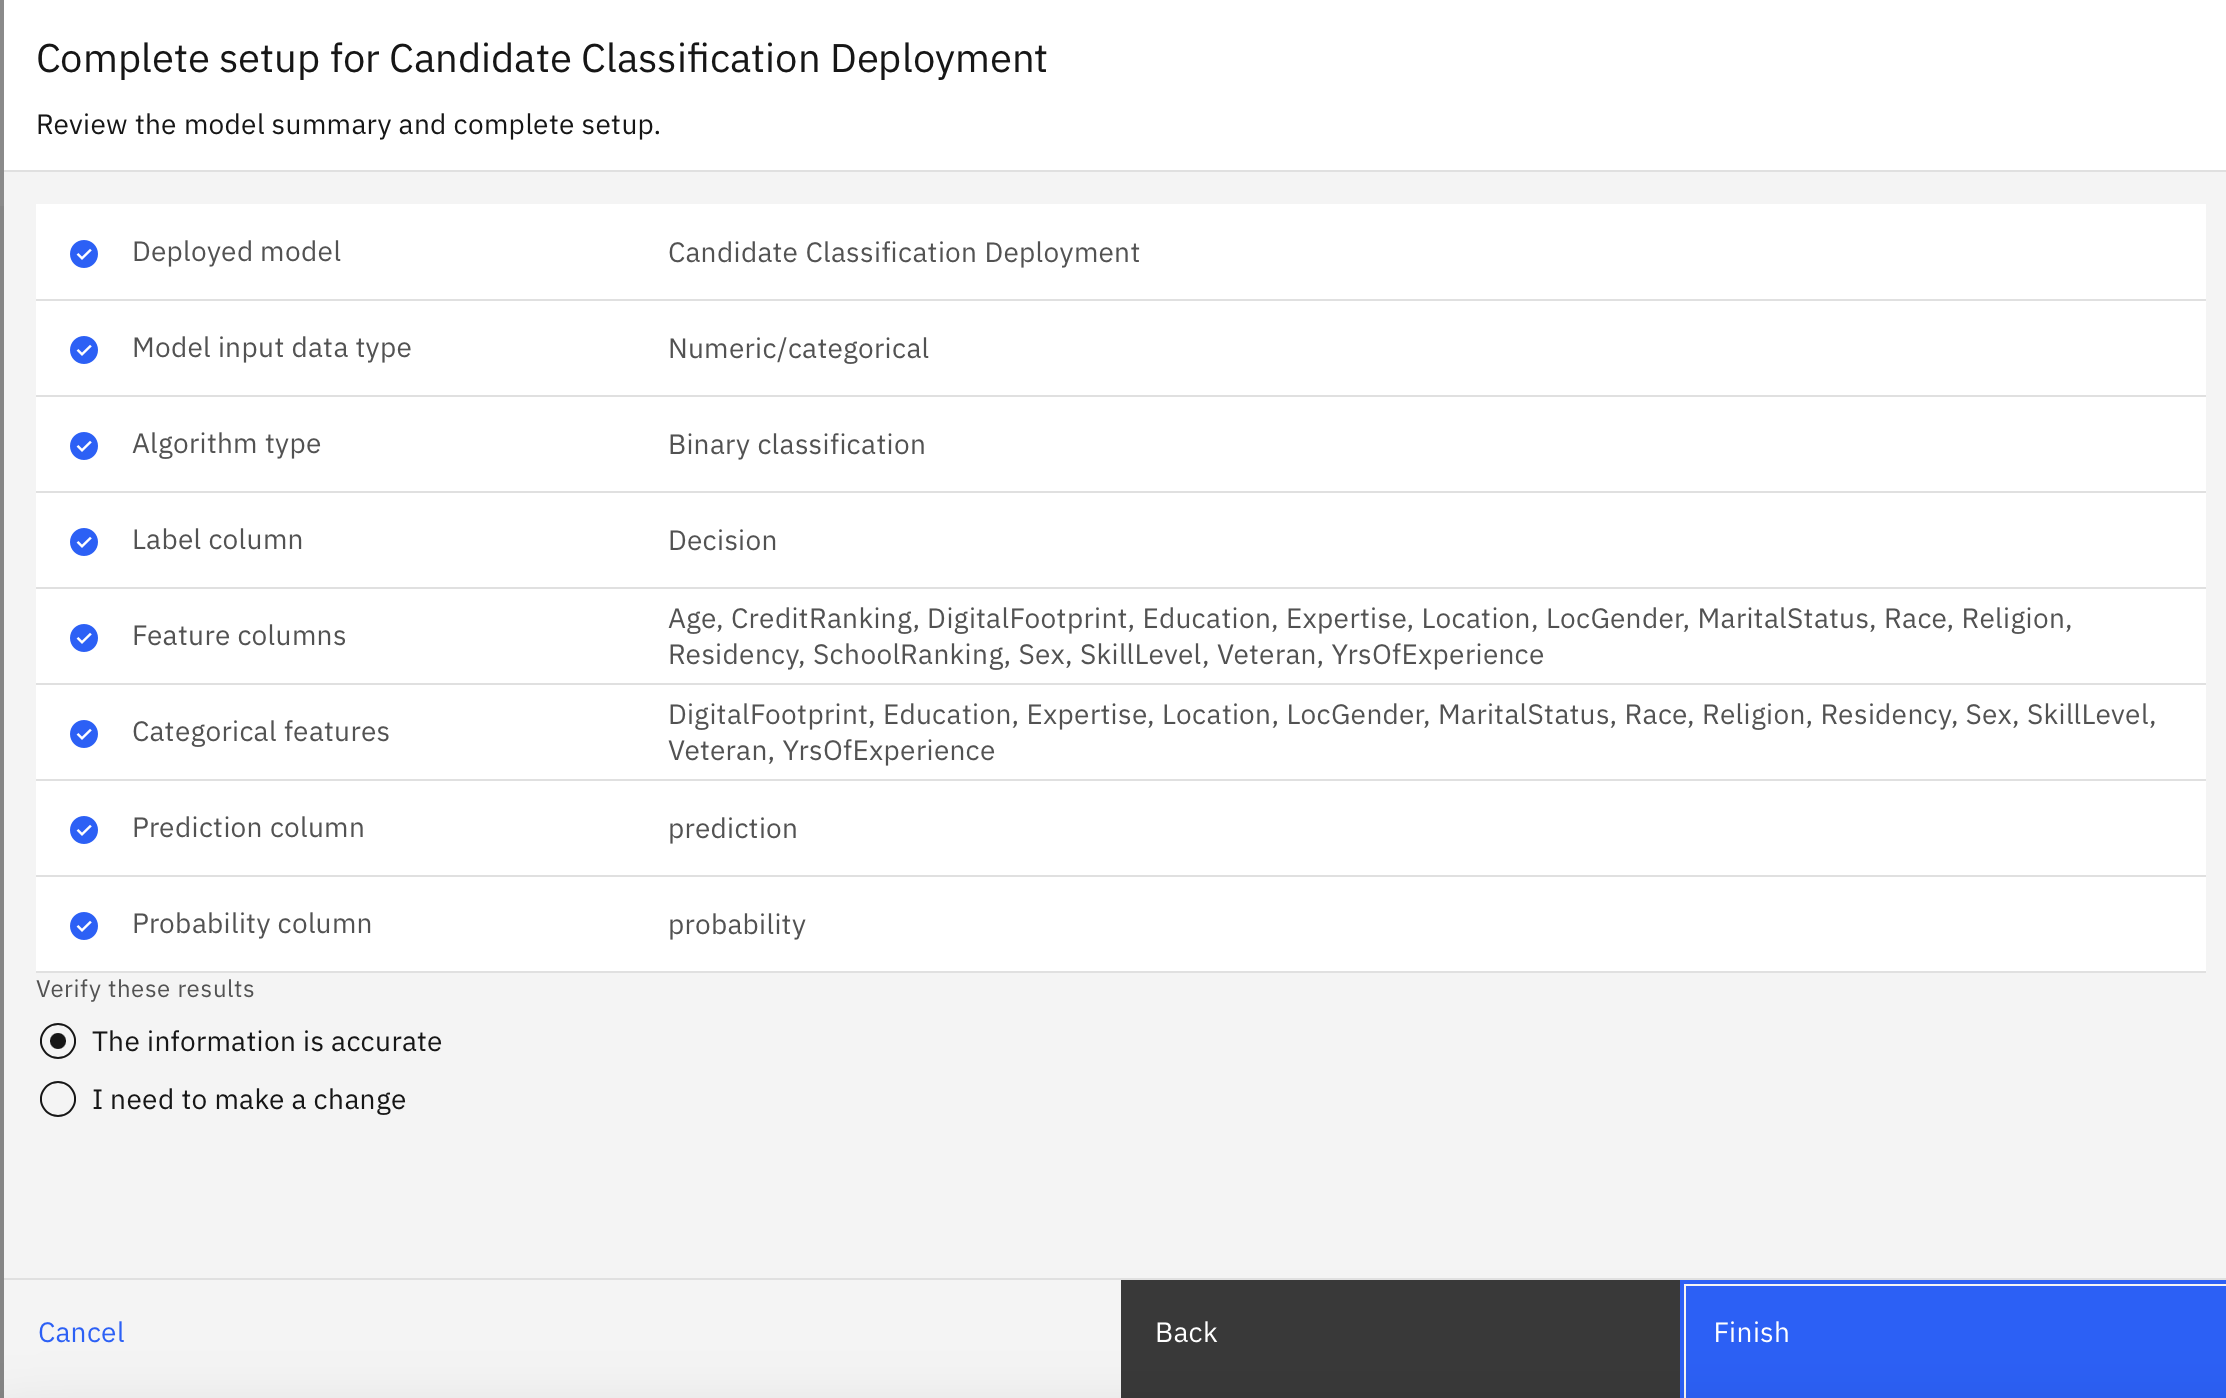 Complete setup for Candidate Classification Deployment
Review the model summary and complete setup.
Deployed model Candidate Classification Deployment
Model input data type Numeric/categorical
Algorithm type Binary classification
Label column Decision
Feature columns Age, CreditRanking, DigitalFootprint, Education, Expertise, Location, LocGender, MaritalStatus, Race, Religion,
Residency, SchoolRanking, Sex, SkillLevel, Veteran, YrsOfExperience
Categorical features DigitalFootprint, Education, Expertise, Location, LocGender, MaritalStatus, Race, Religion, Residency, Sex, SkillLevel,
Veteran, YrsOfExperience
Prediction column prediction
Probability column probability
Verify these results
The information is accurate
I need to make a change
Cancel Back Finish